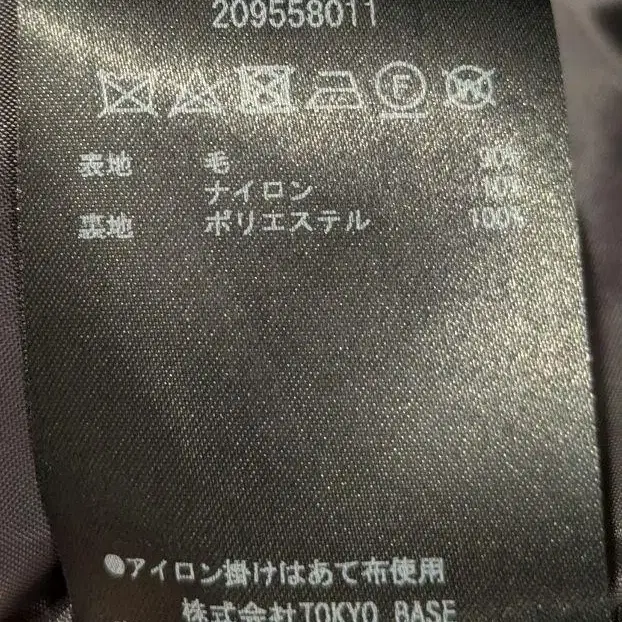 209558011
F W
表地 毛 90%
ナイロン 10%
裏地 ポリエステル 100%
●アイロン掛けはあて布使用
株式会社TOKYO BASE